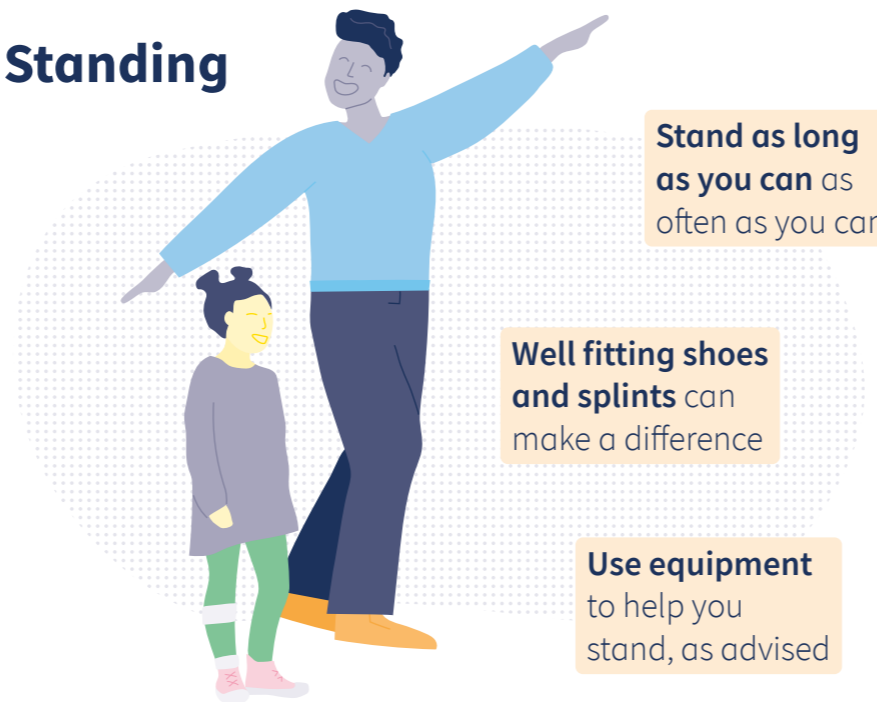 Standing
Stand as long
as you can as
often as you can
Well fitting shoes
and splints can
make a difference
Use equipment
to help you
stand, as advised